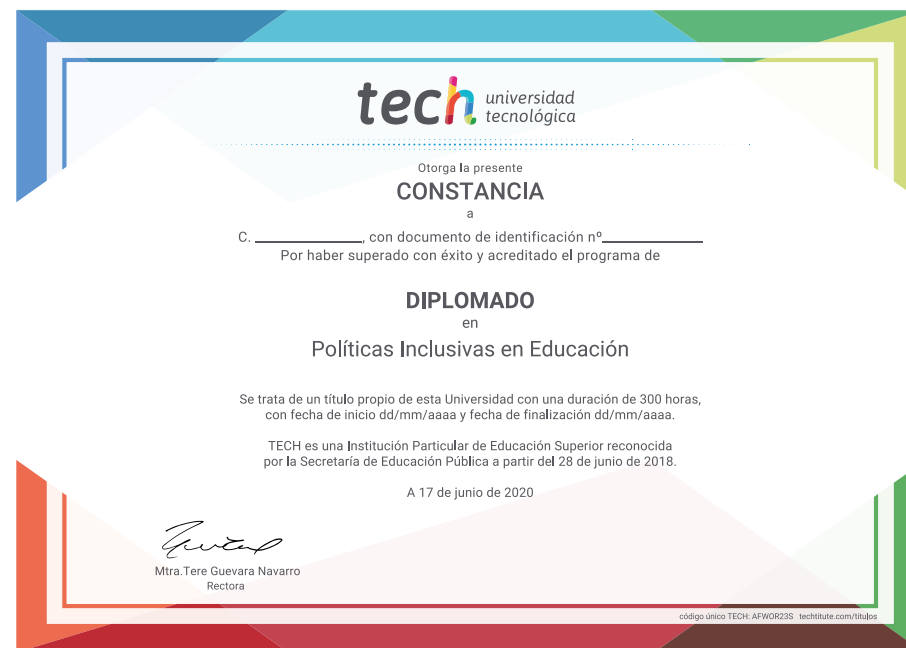 tech universidad
tecnológica
Otorga la presente
CONSTANCIA
a
C. ____________, con documento de identificación nº____________
Por haber superado con éxito y acreditado el programa de
DIPLOMADO
en
Políticas Inclusivas en Educación
Se trata de un título propio de esta Universidad con una duración de 300 horas,
con fecha de inicio dd/mm/aaaa y fecha de finalización dd/mm/aaaa.
TECH es una Institución Particular de Educación Superior reconocida
por la Secretaría de Educación Pública a partir del 28 de junio de 2018.
A 17 de junio de 2020
Mtra.Tere Guevara Navarro
Rectora
código único TECH: AFWOR23S techtitute.com/titulos